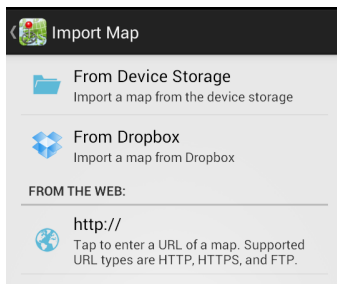 Import Map
From Device Storage
Import a map from the device storage
From Dropbox
Import a map from Dropbox
FROM THE WEB:
http://
Tap to enter a URL of a map. Supported
URL types are HTTP, HTTPS, and FTP.